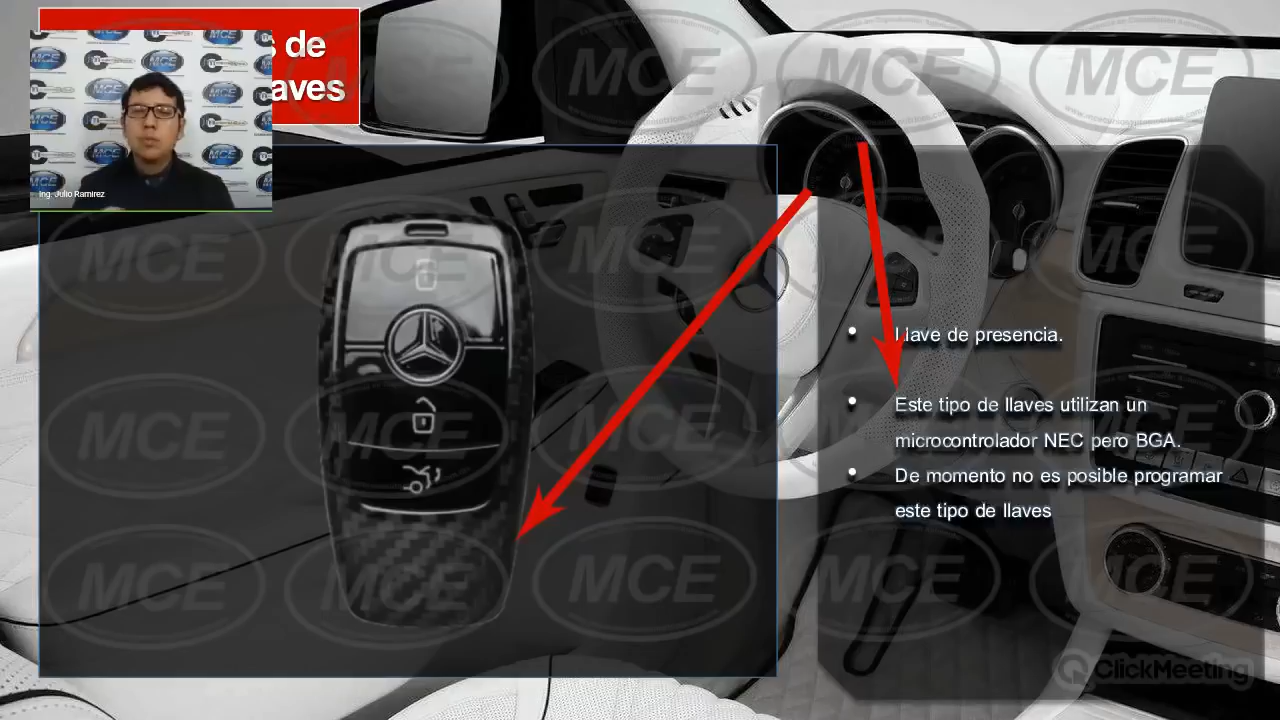 s de
aves
MCE
Ing. Julio Ramirez
Llave de presencia.
Este tipo de llaves utilizan un
microcontrolador NEC pero BGA.
De momento no es posible programar
este tipo de llaves
ClickMeeting